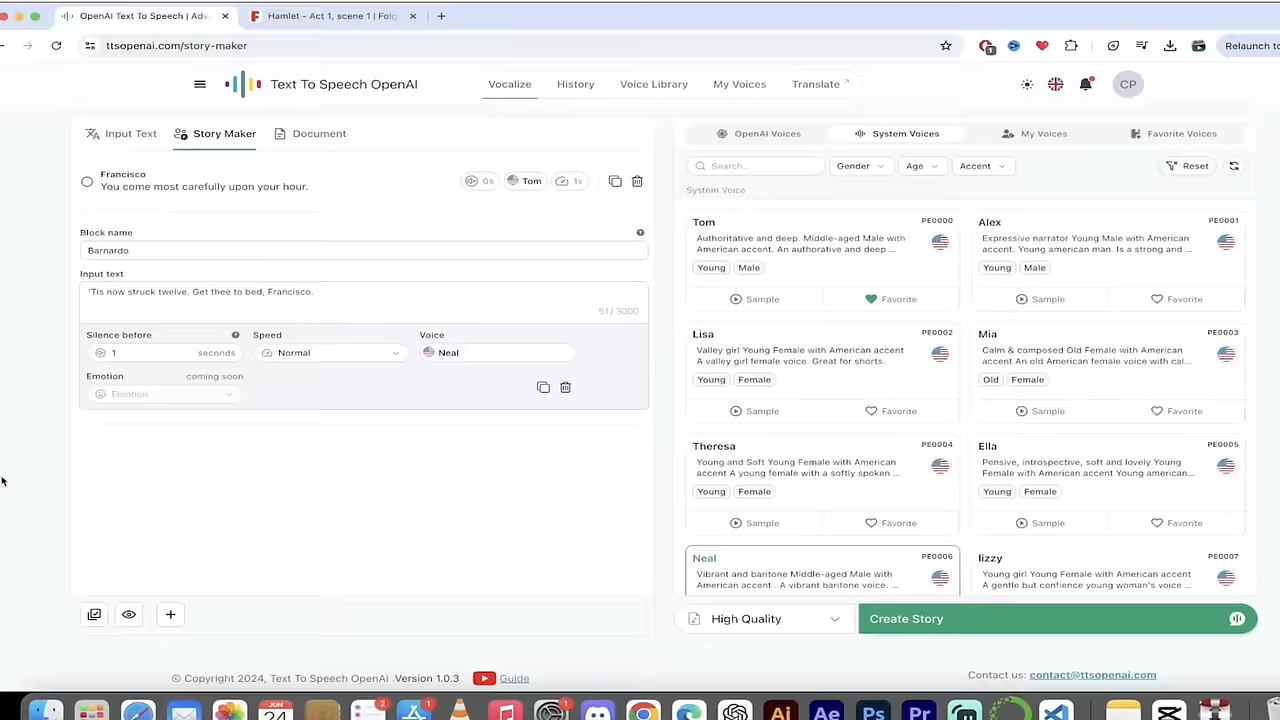 OpenAI Text To Speech | Adv
Hamlet - Act 1, scene 1 | Folg
ttsopenai.com/story-maker
1
Relaunch to
Text To Speech OpenAI
Vocalize
History
Voice Library
My Voices
Translate
CP
Input Text
Story Maker
Document
OpenAI Voices
System Voices
My Voices
Favorite Voices
Search...
Gender
Age
Accent
Reset
System Voice
Francisco
You come most carefully upon your hour.
0s
Tom
1x
Block name
Barnardo
Input text
'Tis now struck twelve. Get thee to bed, Francisco.
51 / 3000
Silence before
Speed
Voice
1
seconds
Normal
Neal
Emotion
coming soon
Emotion
Tom
PE0000
Authoritative and deep. Middle-aged Male with
American accent. An authoritative and deep ...
Young
Male
Sample
Favorite
Alex
PE0001
Expressive narrator Young Male with American
accent. Young american man. Is a strong and ...
Young
Male
Sample
Favorite
Lisa
PE0002
Valley girl Young Female with American accent
A valley girl female voice. Great for shorts.
Young
Female
Sample
Favorite
Mia
PE0003
Calm & composed Old Female with American
accent An old American female voice with cal...
Old
Female
Sample
Favorite
Theresa
PE0004
Young and Soft Young Female with American
accent A young female with a softly spoken ...
Young
Female
Sample
Favorite
Ella
PE0005
Pensive, introspective, soft and lovely Young
Female with American accent Young american...
Young
Female
Sample
Favorite
Neal
PE0006
Vibrant and baritone Middle-aged Male with
American accent . A vibrant baritone voice. ...
lizzy
PE0007
Young girl Young Female with American accent
A gentle but confience young woman's voice ...
High Quality
Create Story
© Copyright 2024, Text To Speech OpenAI .Version 1.0.3
Guide
Contact us: contact@ttsopenai.com
JUN
24
2
1
1
Ai
Ae
Ps
Pr